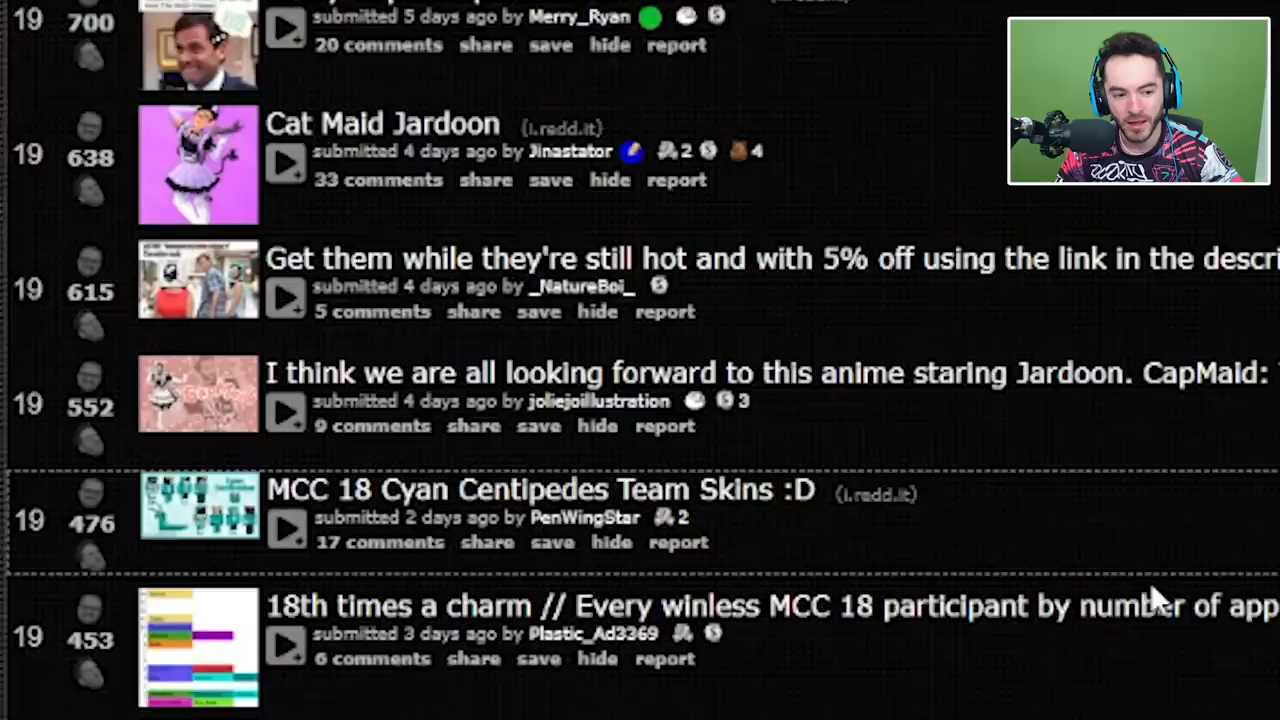 19
700
submitted 5 days ago by Merry_Ryan
20 comments share save hide report
Cat Maid Jardoon (i.redd.it)
19
638
submitted 4 days ago by Jinastator 2 4
33 comments share save hide report
Get them while they're still hot and with 5% off using the link in the descri
19
615
submitted 4 days ago by _NatureBoi_
5 comments share save hide report
I think we are all looking forward to this anime staring Jardoon. CapMaid:
19
552
submitted 4 days ago by joliejoillustration 3
9 comments share save hide report
MCC 18 Cyan Centipedes Team Skins :D (i.redd.it)
19
476
submitted 2 days ago by PenWingStar 2
17 comments share save hide report
18th times a charm // Every winless MCC 18 participant by number of app
19
453
submitted 3 days ago by Plastic_Ad3369
6 comments share save hide report